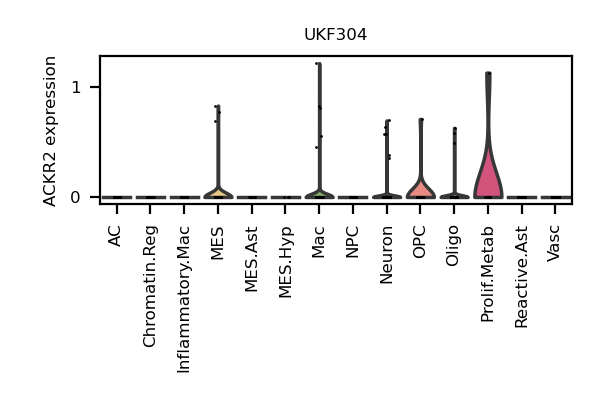 UKF304
ACKR2 expression
1
0
AC
Chromatin.Reg
Inflammatory.Mac
MES
MES.Ast
MES.Hyp
Mac
NPC
Neuron
OPC
Oligo
Prolif.Metab
Reactive.Ast
Vasc